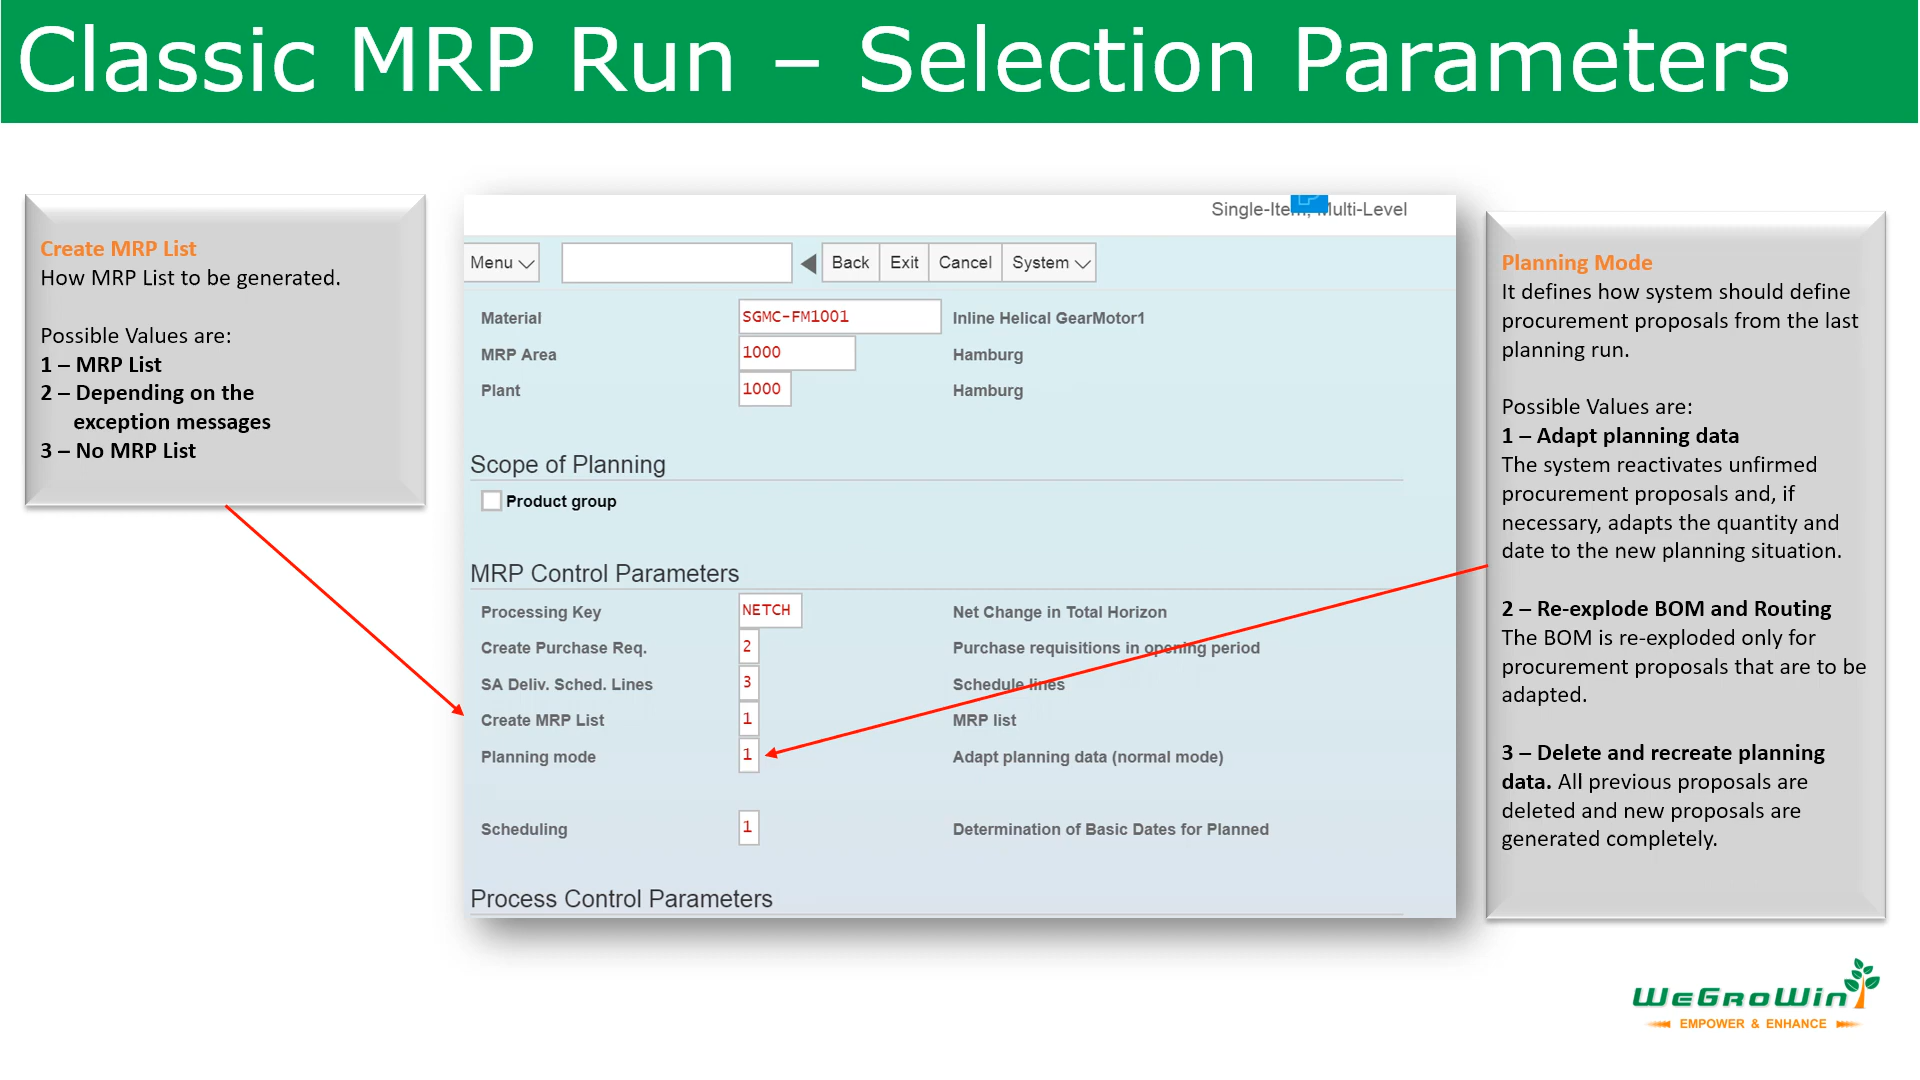 Classic MRP Run – Selection Parameters
Create MRP List
How MRP List to be generated.
Possible Values are:
1 – MRP List
2 – Depending on the
exception messages
3 – No MRP List
Single-Item, Multi-Level
Menu
Back Exit Cancel System
Material SGMC-FM1001 Inline Helical GearMotor1
MRP Area 1000 Hamburg
Plant 1000 Hamburg
Scope of Planning
Product group
MRP Control Parameters
Processing Key NETCH Net Change in Total Horizon
Create Purchase Req. 2 Purchase requisitions in opening period
SA Deliv. Sched. Lines 3 Schedule lines
Create MRP List 1 MRP list
Planning mode 1 Adapt planning data (normal mode)
Scheduling 1 Determination of Basic Dates for Planned
Process Control Parameters
Planning Mode
It defines how system should define
procurement proposals from the last
planning run.
Possible Values are:
1 – Adapt planning data
The system reactivates unfirmed
procurement proposals and, if
necessary, adapts the quantity and
date to the new planning situation.
2 – Re-explode BOM and Routing
The BOM is re-exploded only for
procurement proposals that are to be
adapted.
3 – Delete and recreate planning
data. All previous proposals are
deleted and new proposals are
generated completely.
WeGroWin
EMPOWER & ENHANCE